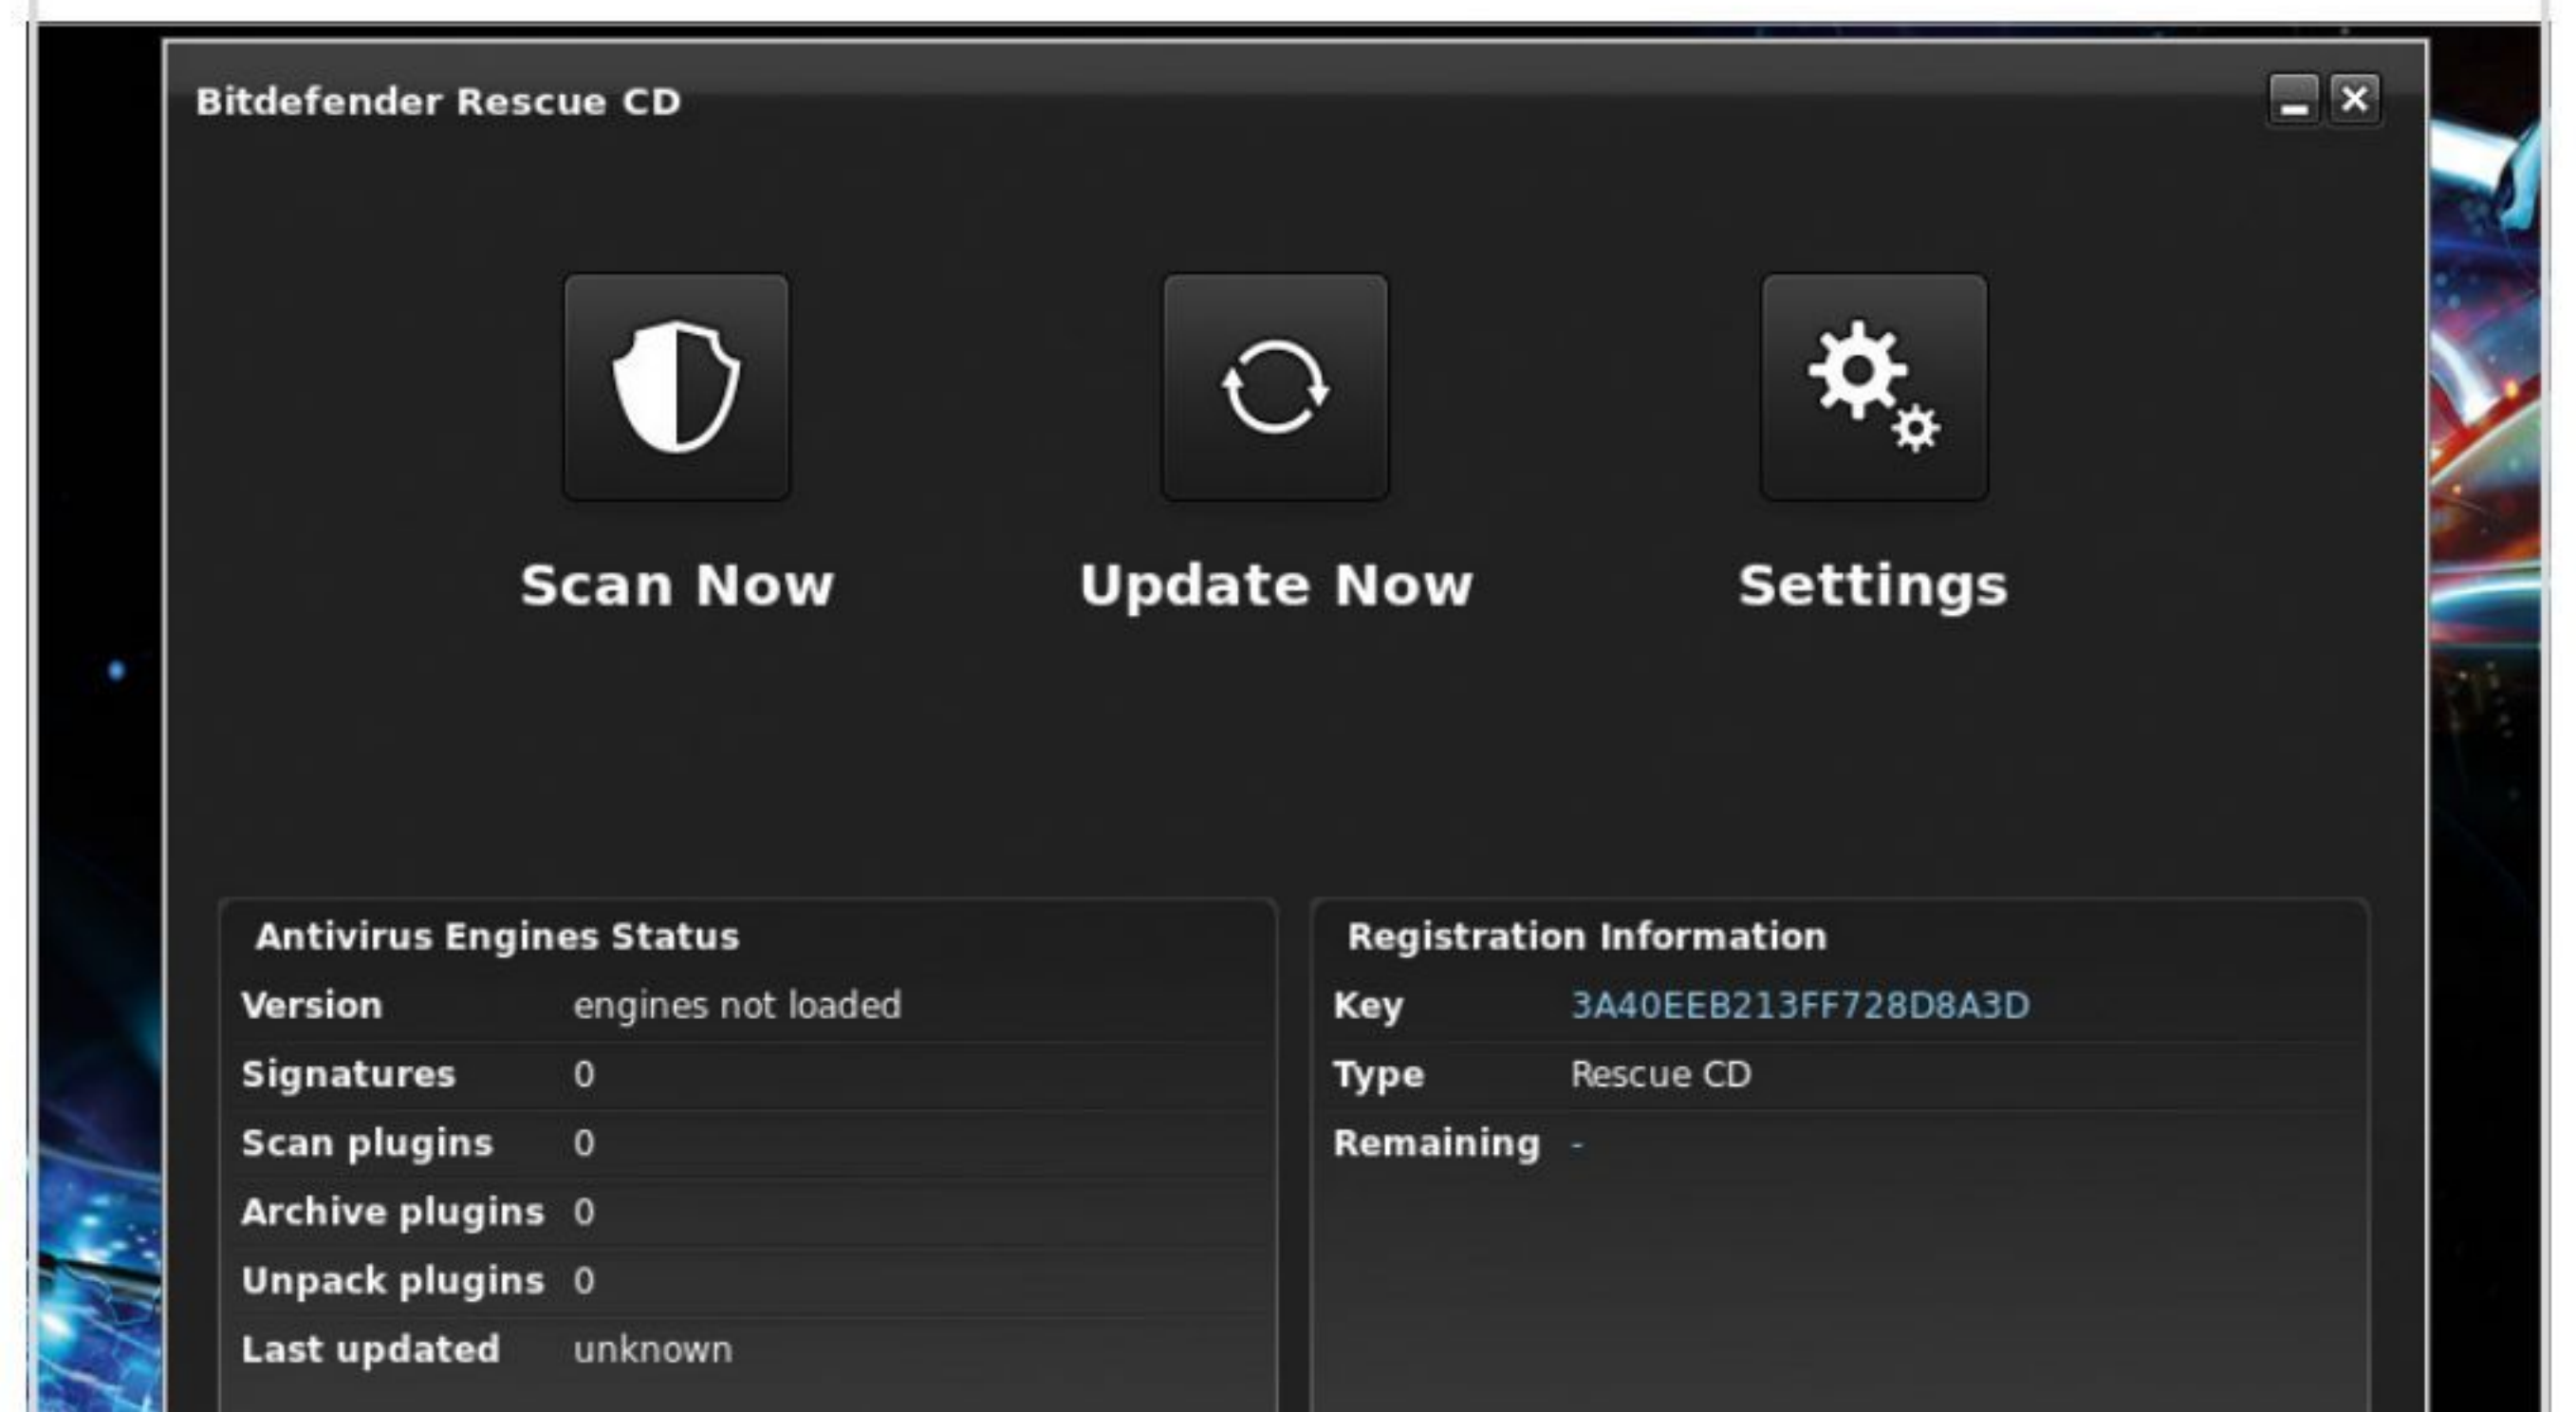 Bitdefender Rescue CD
Scan Now
Update Now
Settings
Antivirus Engines Status
Version engines not loaded
Signatures 0
Scan plugins 0
Archive plugins 0
Unpack plugins 0
Last updated unknown
Registration Information
Key 3A40EEB213FF728D8A3D
Type Rescue CD
Remaining -